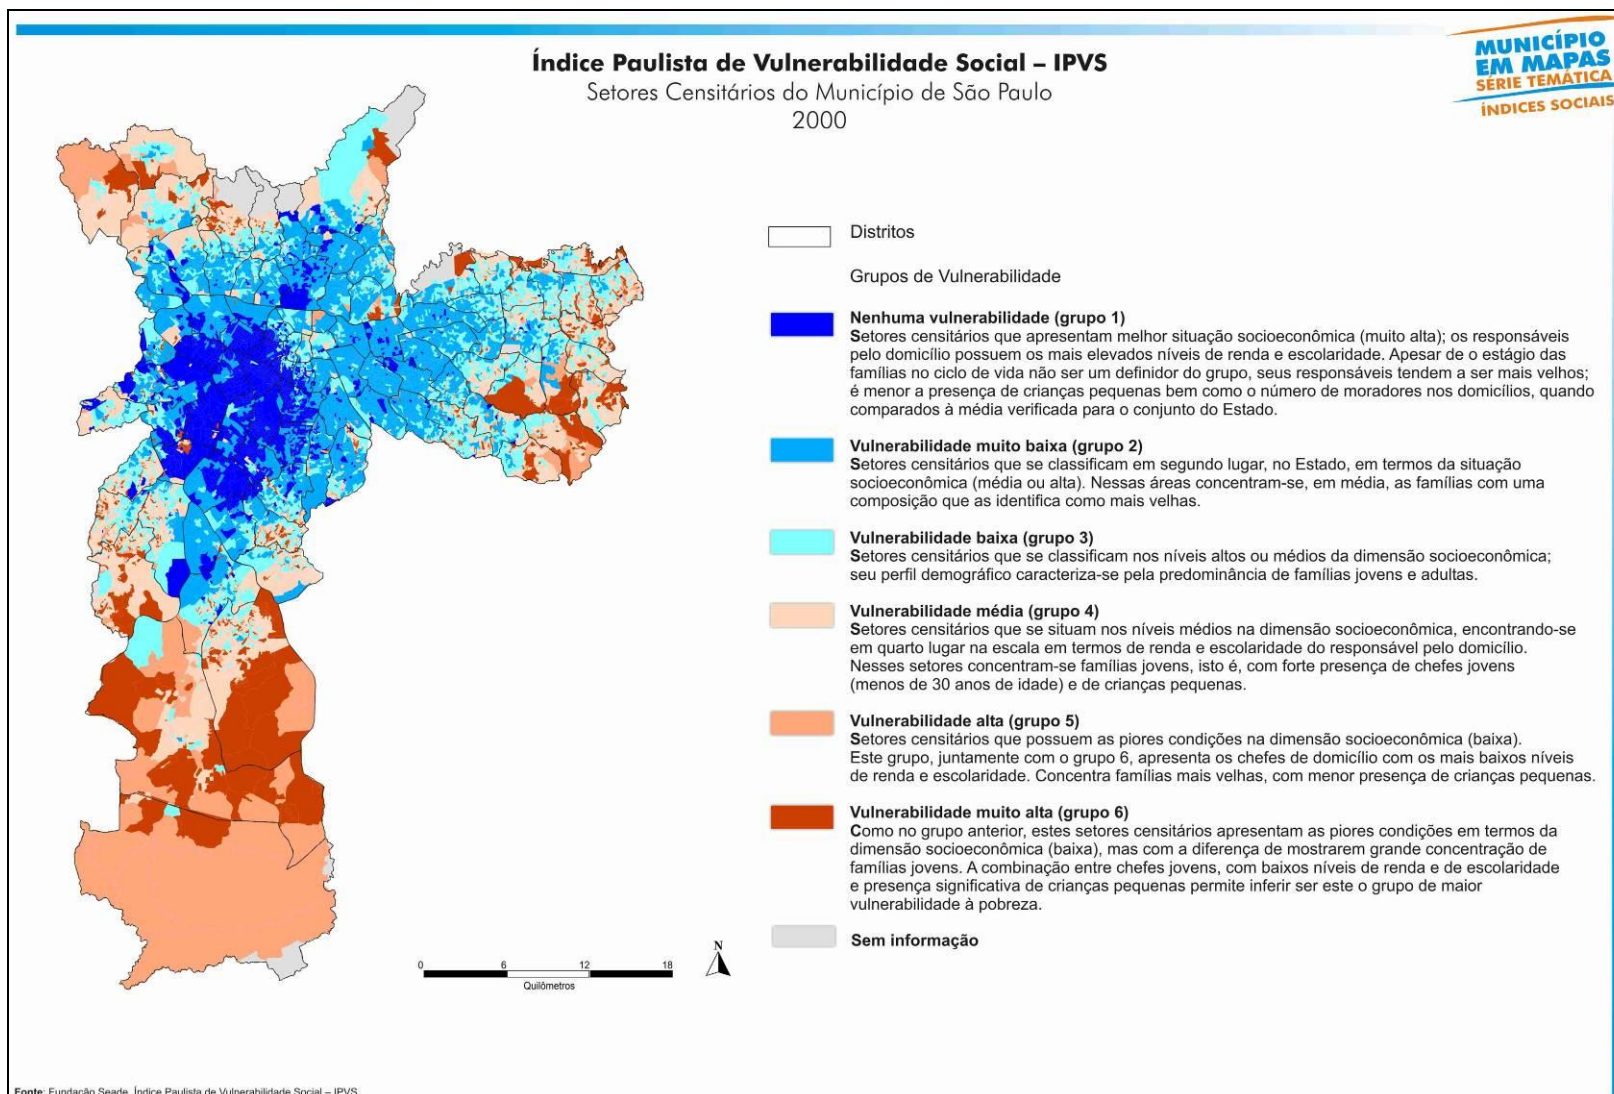 Índice Paulista de Vulnerabilidade Social – IPVS
Setores Censitários do Município de São Paulo
2000
MUNICÍPIO
EM MAPAS
SÉRIE TEMÁTICA
ÍNDICES SOCIAIS
Distritos
Grupos de Vulnerabilidade
Nenhuma vulnerabilidade (grupo 1)
Setores censitários que apresentam melhor situação socioeconômica (muito alta); os responsáveis
pelo domicílio possuem os mais elevados níveis de renda e escolaridade. Apesar de o estágio das
famílias no ciclo de vida não ser um definidor do grupo, seus responsáveis tendem a ser mais velhos;
é menor a presença de crianças pequenas bem como o número de moradores nos domicílios, quando
comparados à média verificada para o conjunto do Estado.
Vulnerabilidade muito baixa (grupo 2)
Setores censitários que se classificam em segundo lugar, no Estado, em termos da situação
socioeconômica (média ou alta). Nessas áreas concentram-se, em média, as famílias com uma
composição que as identifica como mais velhas.
Vulnerabilidade baixa (grupo 3)
Setores censitários que se classificam nos níveis altos ou médios da dimensão socioeconômica;
seu perfil demográfico caracteriza-se pela predominância de famílias jovens e adultas.
Vulnerabilidade média (grupo 4)
Setores censitários que se situam nos níveis médios na dimensão socioeconômica, encontrando-se
em quarto lugar na escala em termos de renda e escolaridade do responsável pelo domicílio.
Nesses setores concentram-se famílias jovens, isto é, com forte presença de chefes jovens
(menos de 30 anos de idade) e de crianças pequenas.
Vulnerabilidade alta (grupo 5)
Setores censitários que possuem as piores condições na dimensão socioeconômica (baixa).
Este grupo, juntamente com o grupo 6, apresenta os chefes de domicílio com os mais baixos níveis
de renda e escolaridade. Concentra famílias mais velhas, com menor presença de crianças pequenas.
Vulnerabilidade muito alta (grupo 6)
Como no grupo anterior, estes setores censitários apresentam as piores condições em termos da
dimensão socioeconômica (baixa), mas com a diferença de mostrarem grande concentração de
famílias jovens. A combinação entre chefes jovens, com baixos níveis de renda e de escolaridade
e presença significativa de crianças pequenas permite inferir ser este o grupo de maior
vulnerabilidade à pobreza.
Sem informação
N
0 6 12 18
Quilômetros
Fonte: Fundação Seade. Índice Paulista de Vulnerabilidade Social – IPVS